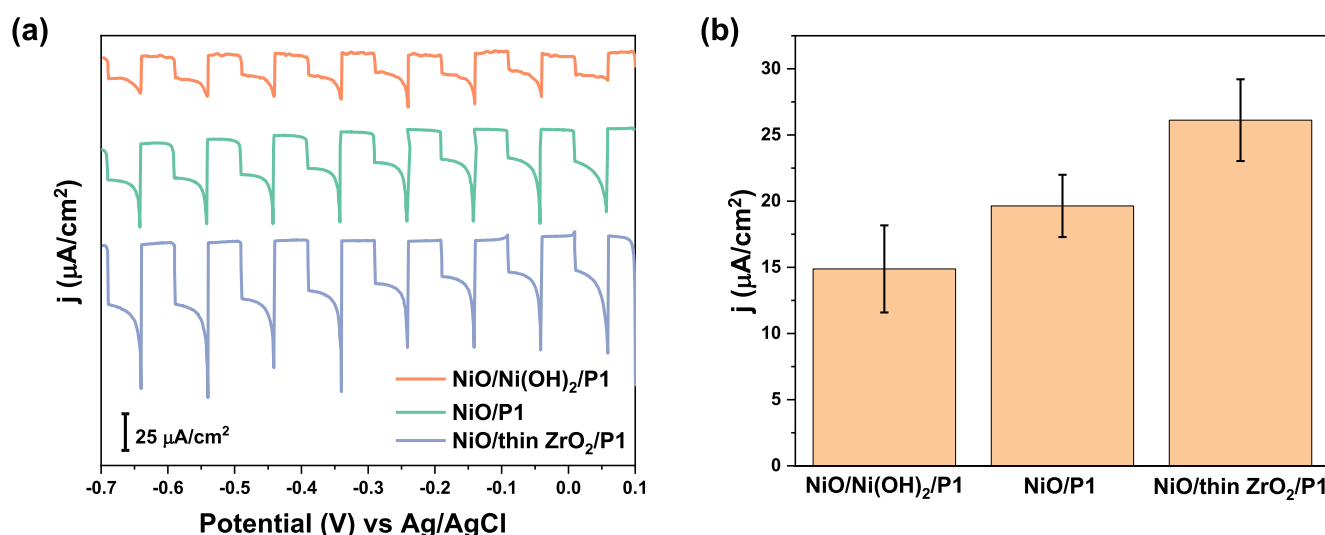 (a)
j (μA/cm²)
NiO/Ni(OH)₂/P1
NiO/P1
NiO/thin ZrO₂/P1
25 μA/cm²
-0.7 -0.6 -0.5 -0.4 -0.3 -0.2 -0.1 0.0 0.1
Potential (V) vs Ag/AgCl
(b)
j (μA/cm²)
30
25
20
15
10
5
0
NiO/Ni(OH)₂/P1 NiO/P1 NiO/thin ZrO₂/P1